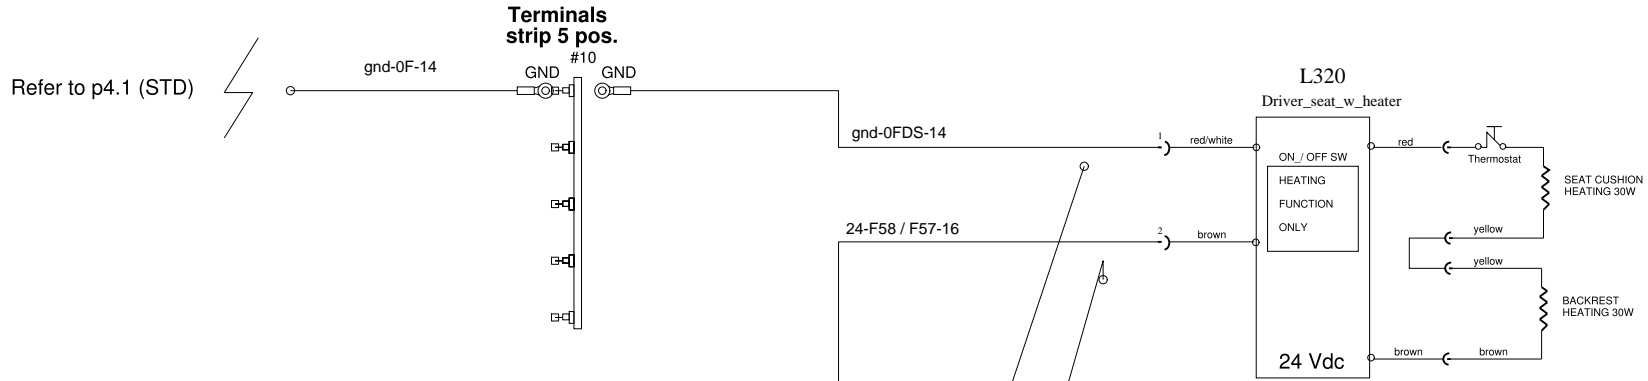 Terminals
strip 5 pos.
#10
Refer to p4.1 (STD)
gnd-0F-14
GND
GND
L320
Driver_seat_w_heater
gnd-0FDS-14
1
red/white
ON_/ OFF SW
HEATING
FUNCTION
ONLY
red
Thermostat
SEAT CUSHION
HEATING 30W
24-F58 / F57-16
2
brown
yellow
yellow
BACKREST
HEATING 30W
24 Vdc
brown
brown